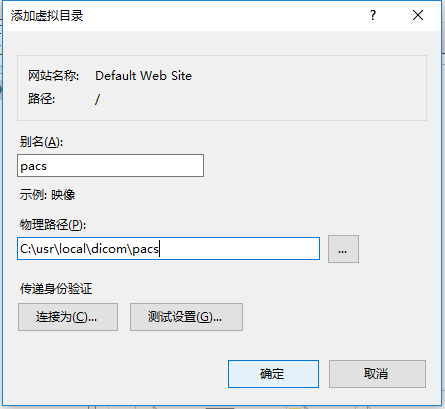 添加虚拟目录
网站名称: Default Web Site
路径: /
别名(A):
pacs
示例: 映像
物理路径(P):
C:\usr\local\dicom\pacs
...
传递身份验证
连接为(C)... 测试设置(G)...
确定 取消